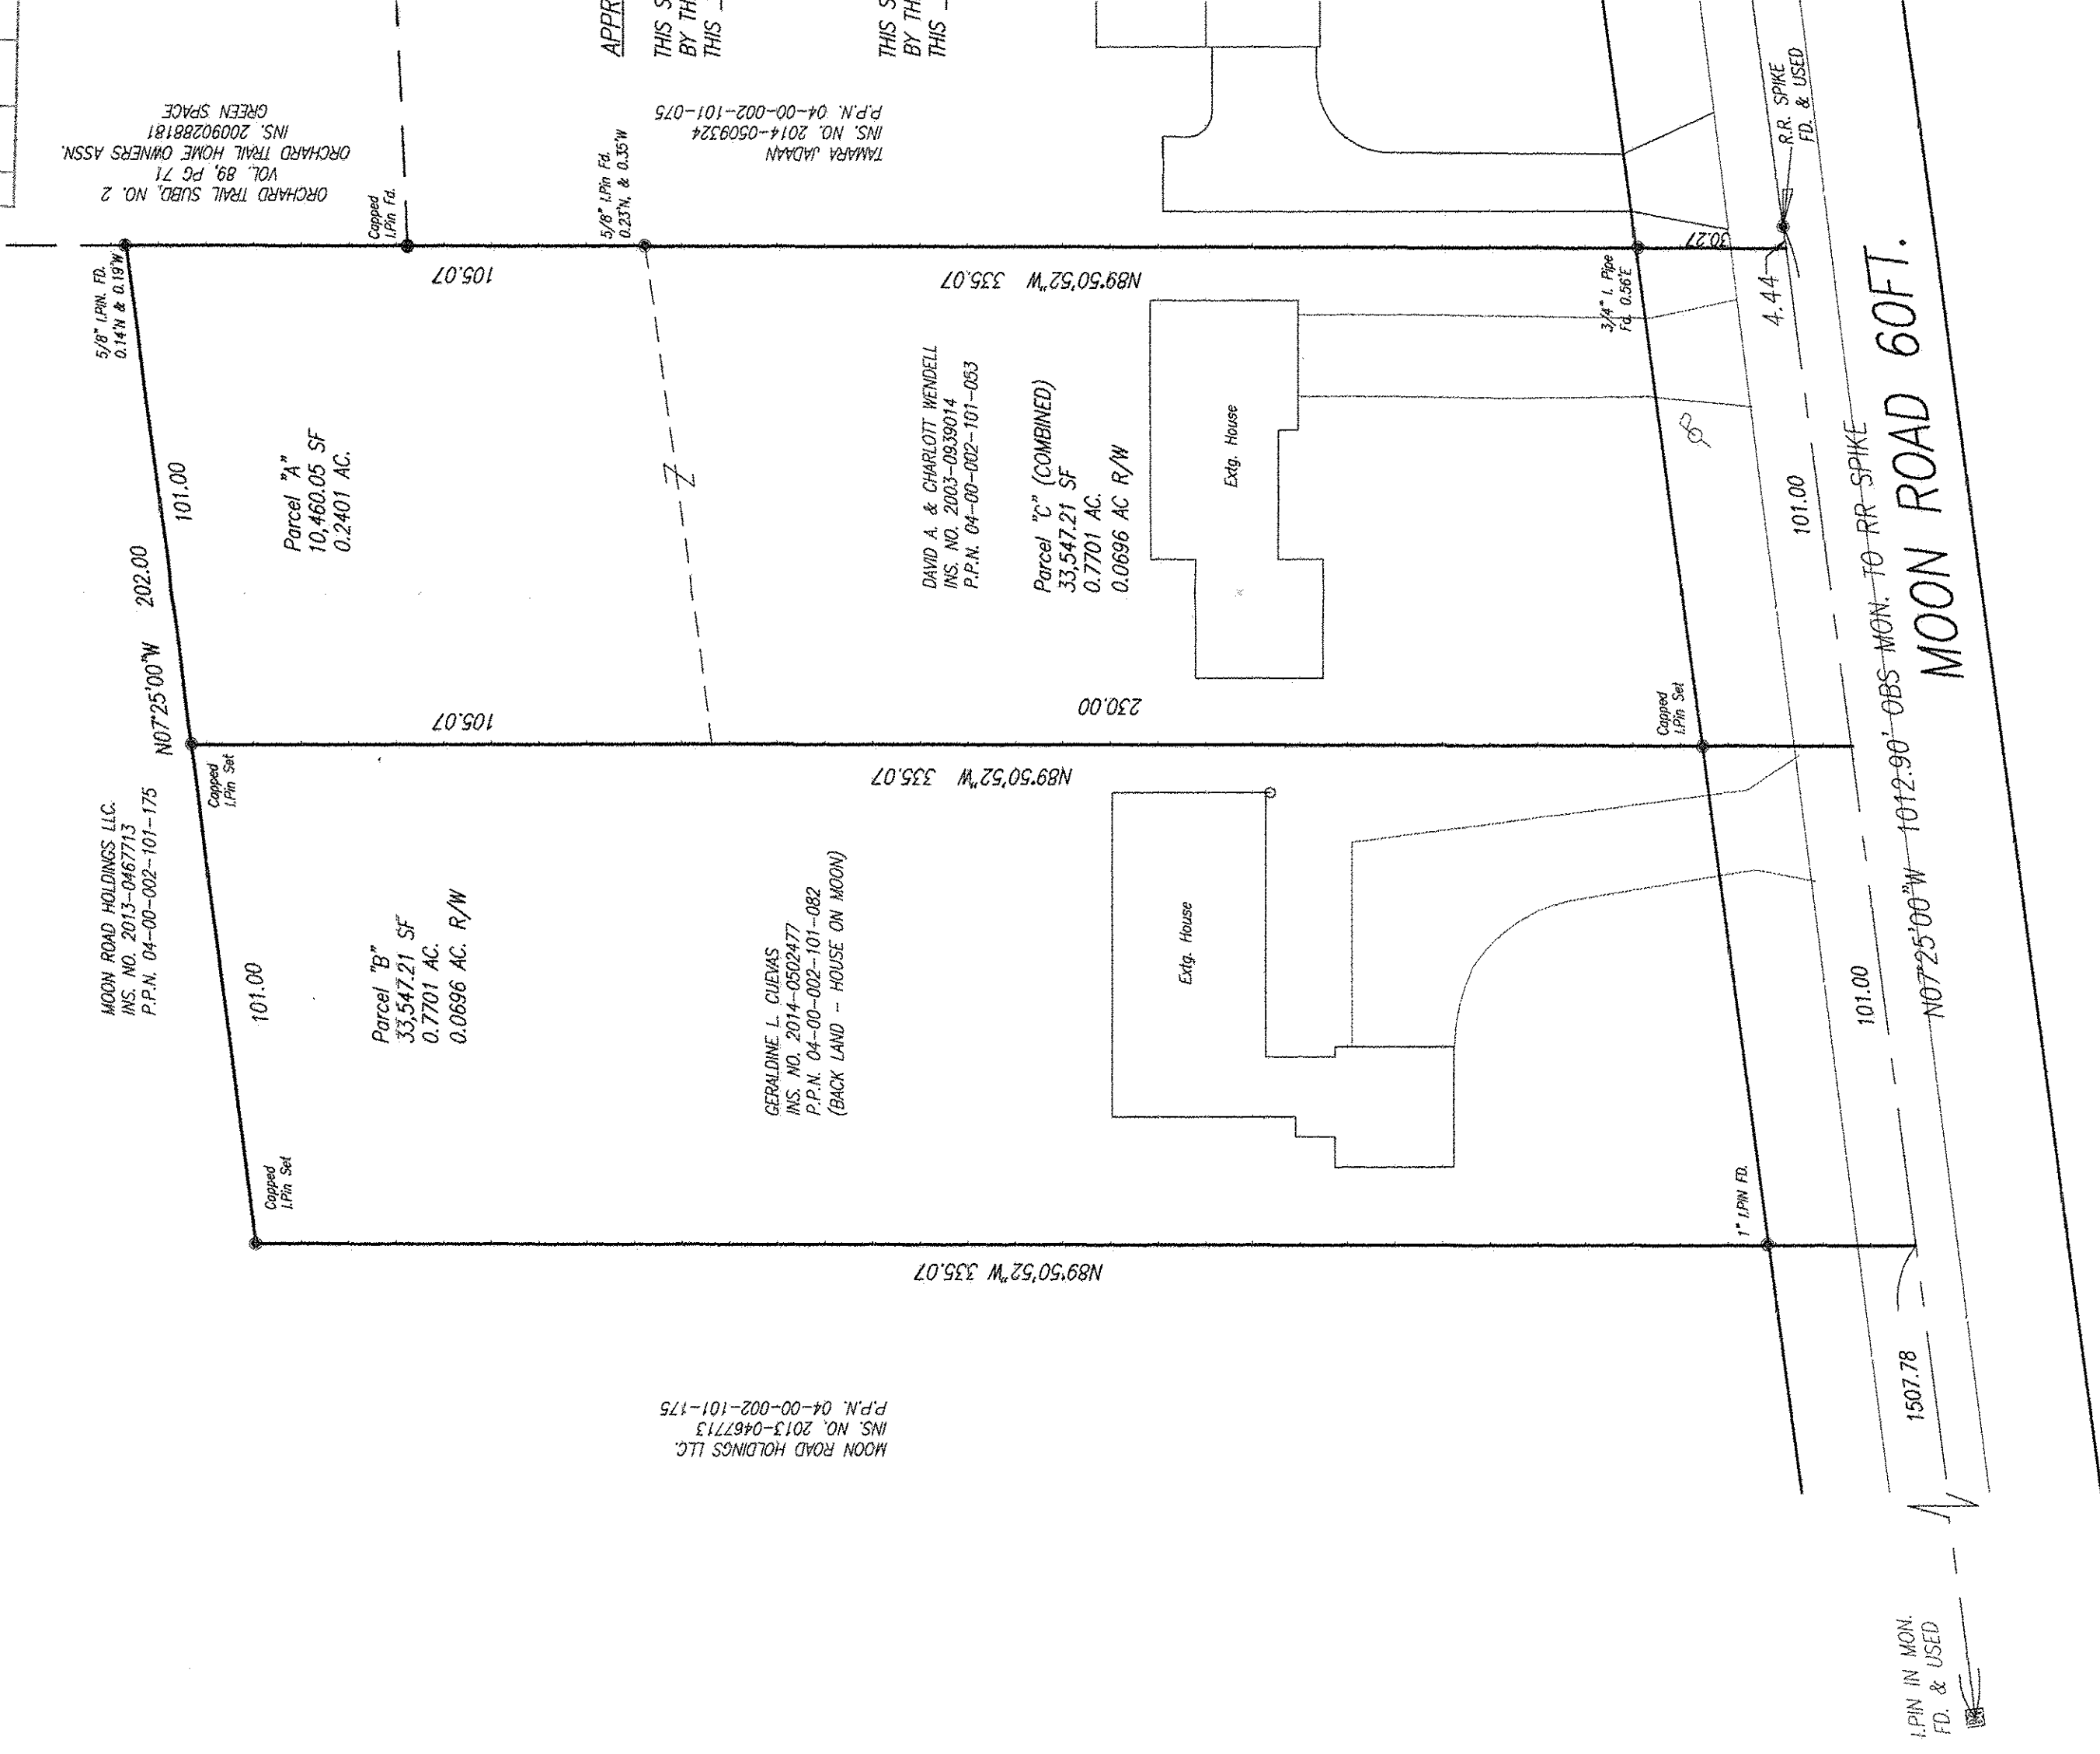 ORCHARD TRAIL SUBD, NO. 2
VOL. 89, PG 71
ORCHARD TRAIL HOME OWNERS ASSN.
INS. 20090288181
GREEN SPACE
5/8" I.PIN. FD.
0.14'N & 0.19'W
Capped
I.Pin Fd.
105.07
5/8" I.Pin Fd.
0.23'N, & 0.35'W
APPR
THIS S
BY TH
THIS
THIS S
BY TH
THIS
TAMARA JADAAN
INS. NO. 2014-0509324
P.P.N. 04-00-002-101-075
N89°50'52"W 335.07
3/4" I. Pipe
Fd. 0.56'E
30.27
4.44
R.R. SPIKE
FD. & USED
N07°25'00"W 202.00
101.00
Parcel "A"
10,460.05 SF
0.2401 AC.
Z
DAVID A. & CHARLOTT WENDELL
INS. NO. 2003-0939014
P.P.N. 04-00-002-101-053
Parcel "C" (COMBINED)
33,547.21 SF
0.7701 AC.
0.0696 AC R/W
Extg. House
101.00
MOON ROAD 60FT.
N07°25'00"W 1012.90' OBS MON. TO RR SPIKE
Capped
I.Pin Set
105.07
230.00
N89°50'52"W 335.07
Capped
I.Pin Set
MOON ROAD HOLDINGS LLC.
INS. NO. 2013-0467713
P.P.N. 04-00-002-101-175
101.00
Parcel "B"
33,547.21 SF
0.7701 AC.
0.0696 AC. R/W
GERALDINE L. CUEVAS
INS. NO. 2014-0502477
P.P.N. 04-00-002-101-082
(BACK LAND -- HOUSE ON MOON)
Extg. House
101.00
Capped
I.Pin Set
N89°50'52"W 335.07
1" I.PIN FD.
MOON ROAD HOLDINGS LLC.
INS. NO. 2013-0467713
P.P.N. 04-00-002-101-175
1507.78
I.PIN IN MON.
FD. & USED